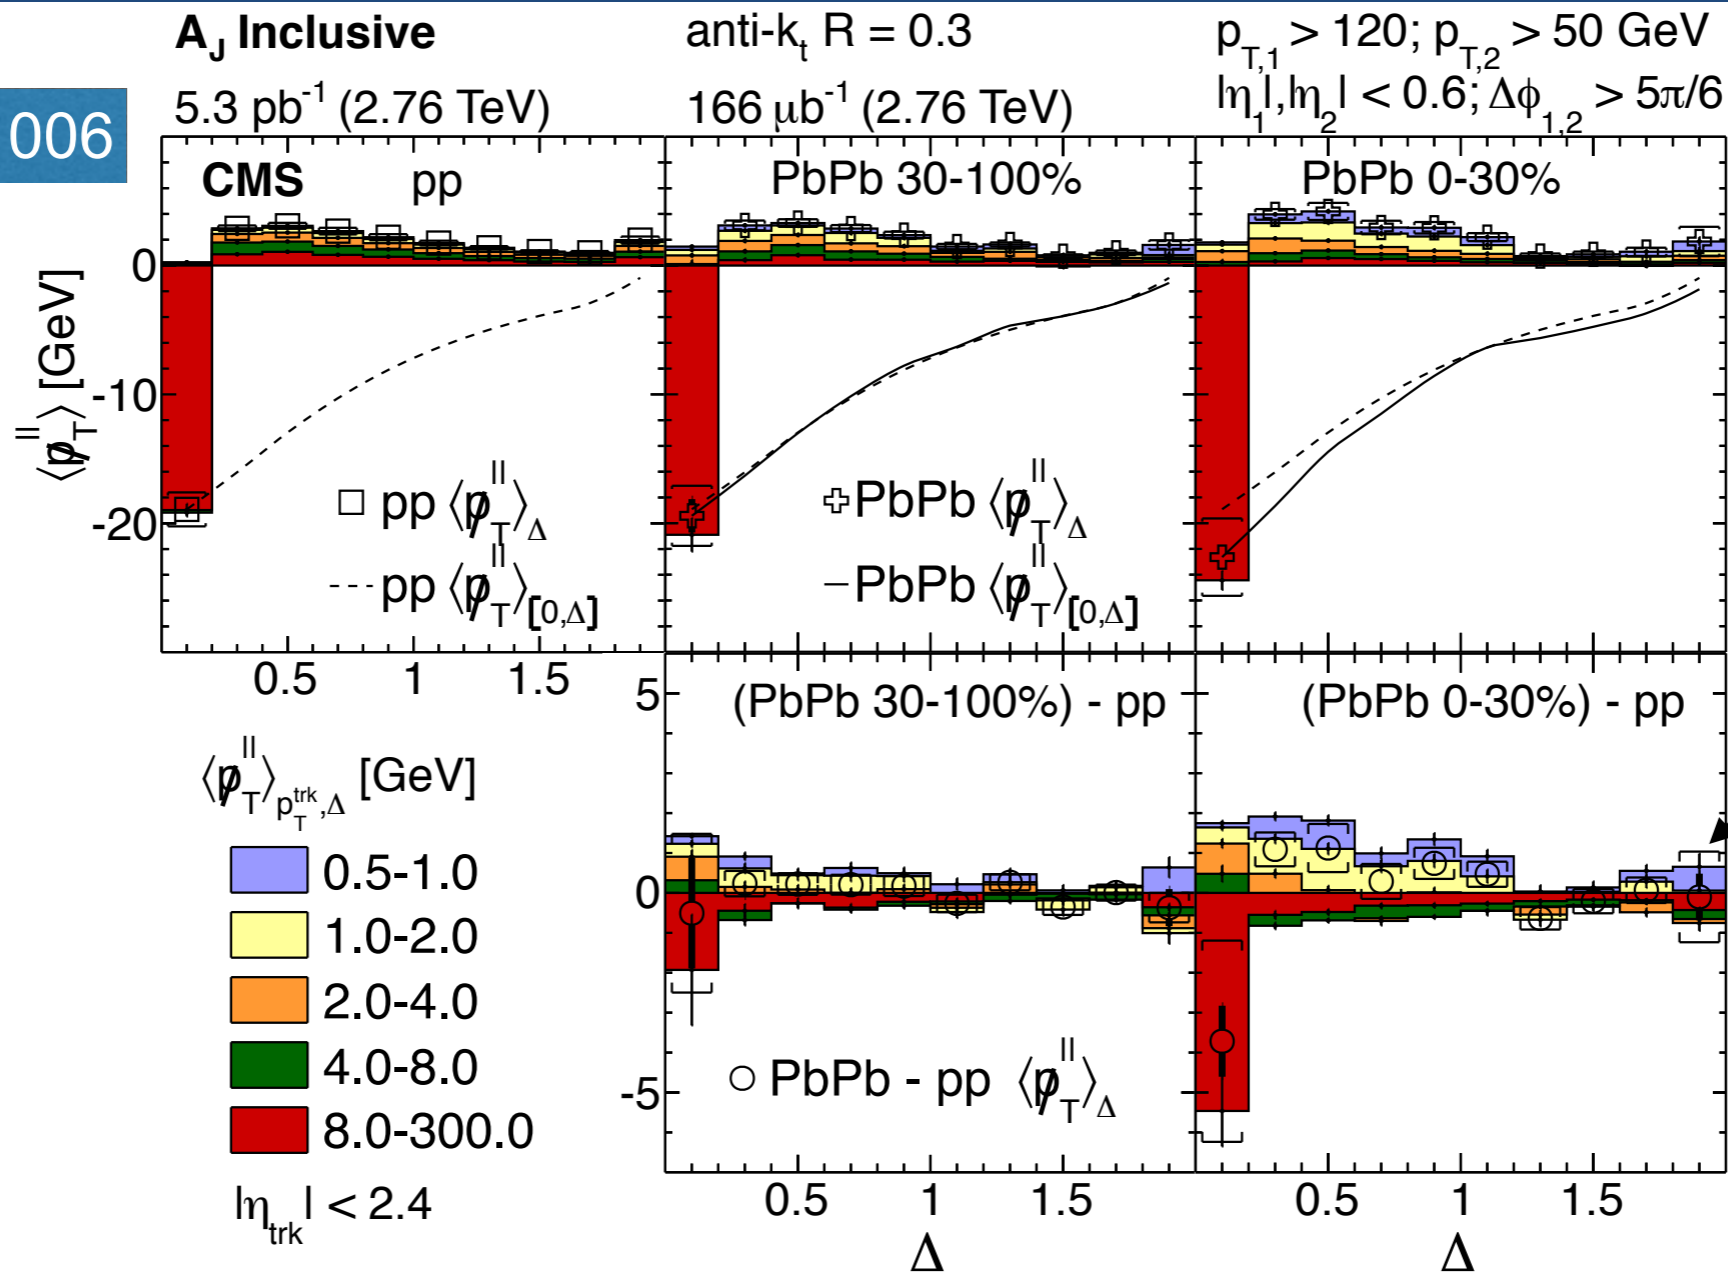 A_J Inclusive
anti-k_t R = 0.3
p_T,1 > 120; p_T,2 > 50 GeV
5.3 pb^-1 (2.76 TeV)
166 μb^-1 (2.76 TeV)
|η_1|,|η_2| < 0.6; Δϕ_1,2 > 5π/6
006
CMS pp
PbPb 30-100%
PbPb 0-30%
0
-10
-20
⟨p̸_T^||⟩ [GeV]
pp ⟨p̸_T^||⟩_Δ
pp ⟨p̸_T^||⟩_[0,Δ]
PbPb ⟨p̸_T^||⟩_Δ
PbPb ⟨p̸_T^||⟩_[0,Δ]
0.5 1 1.5
(PbPb 30-100%) - pp
(PbPb 0-30%) - pp
5
0
-5
⟨p̸_T^||⟩_p_T^trk,Δ [GeV]
0.5-1.0
1.0-2.0
2.0-4.0
4.0-8.0
8.0-300.0
|η_trk| < 2.4
PbPb - pp ⟨p̸_T^||⟩_Δ
0.5 1 1.5
0.5 1 1.5
Δ
Δ